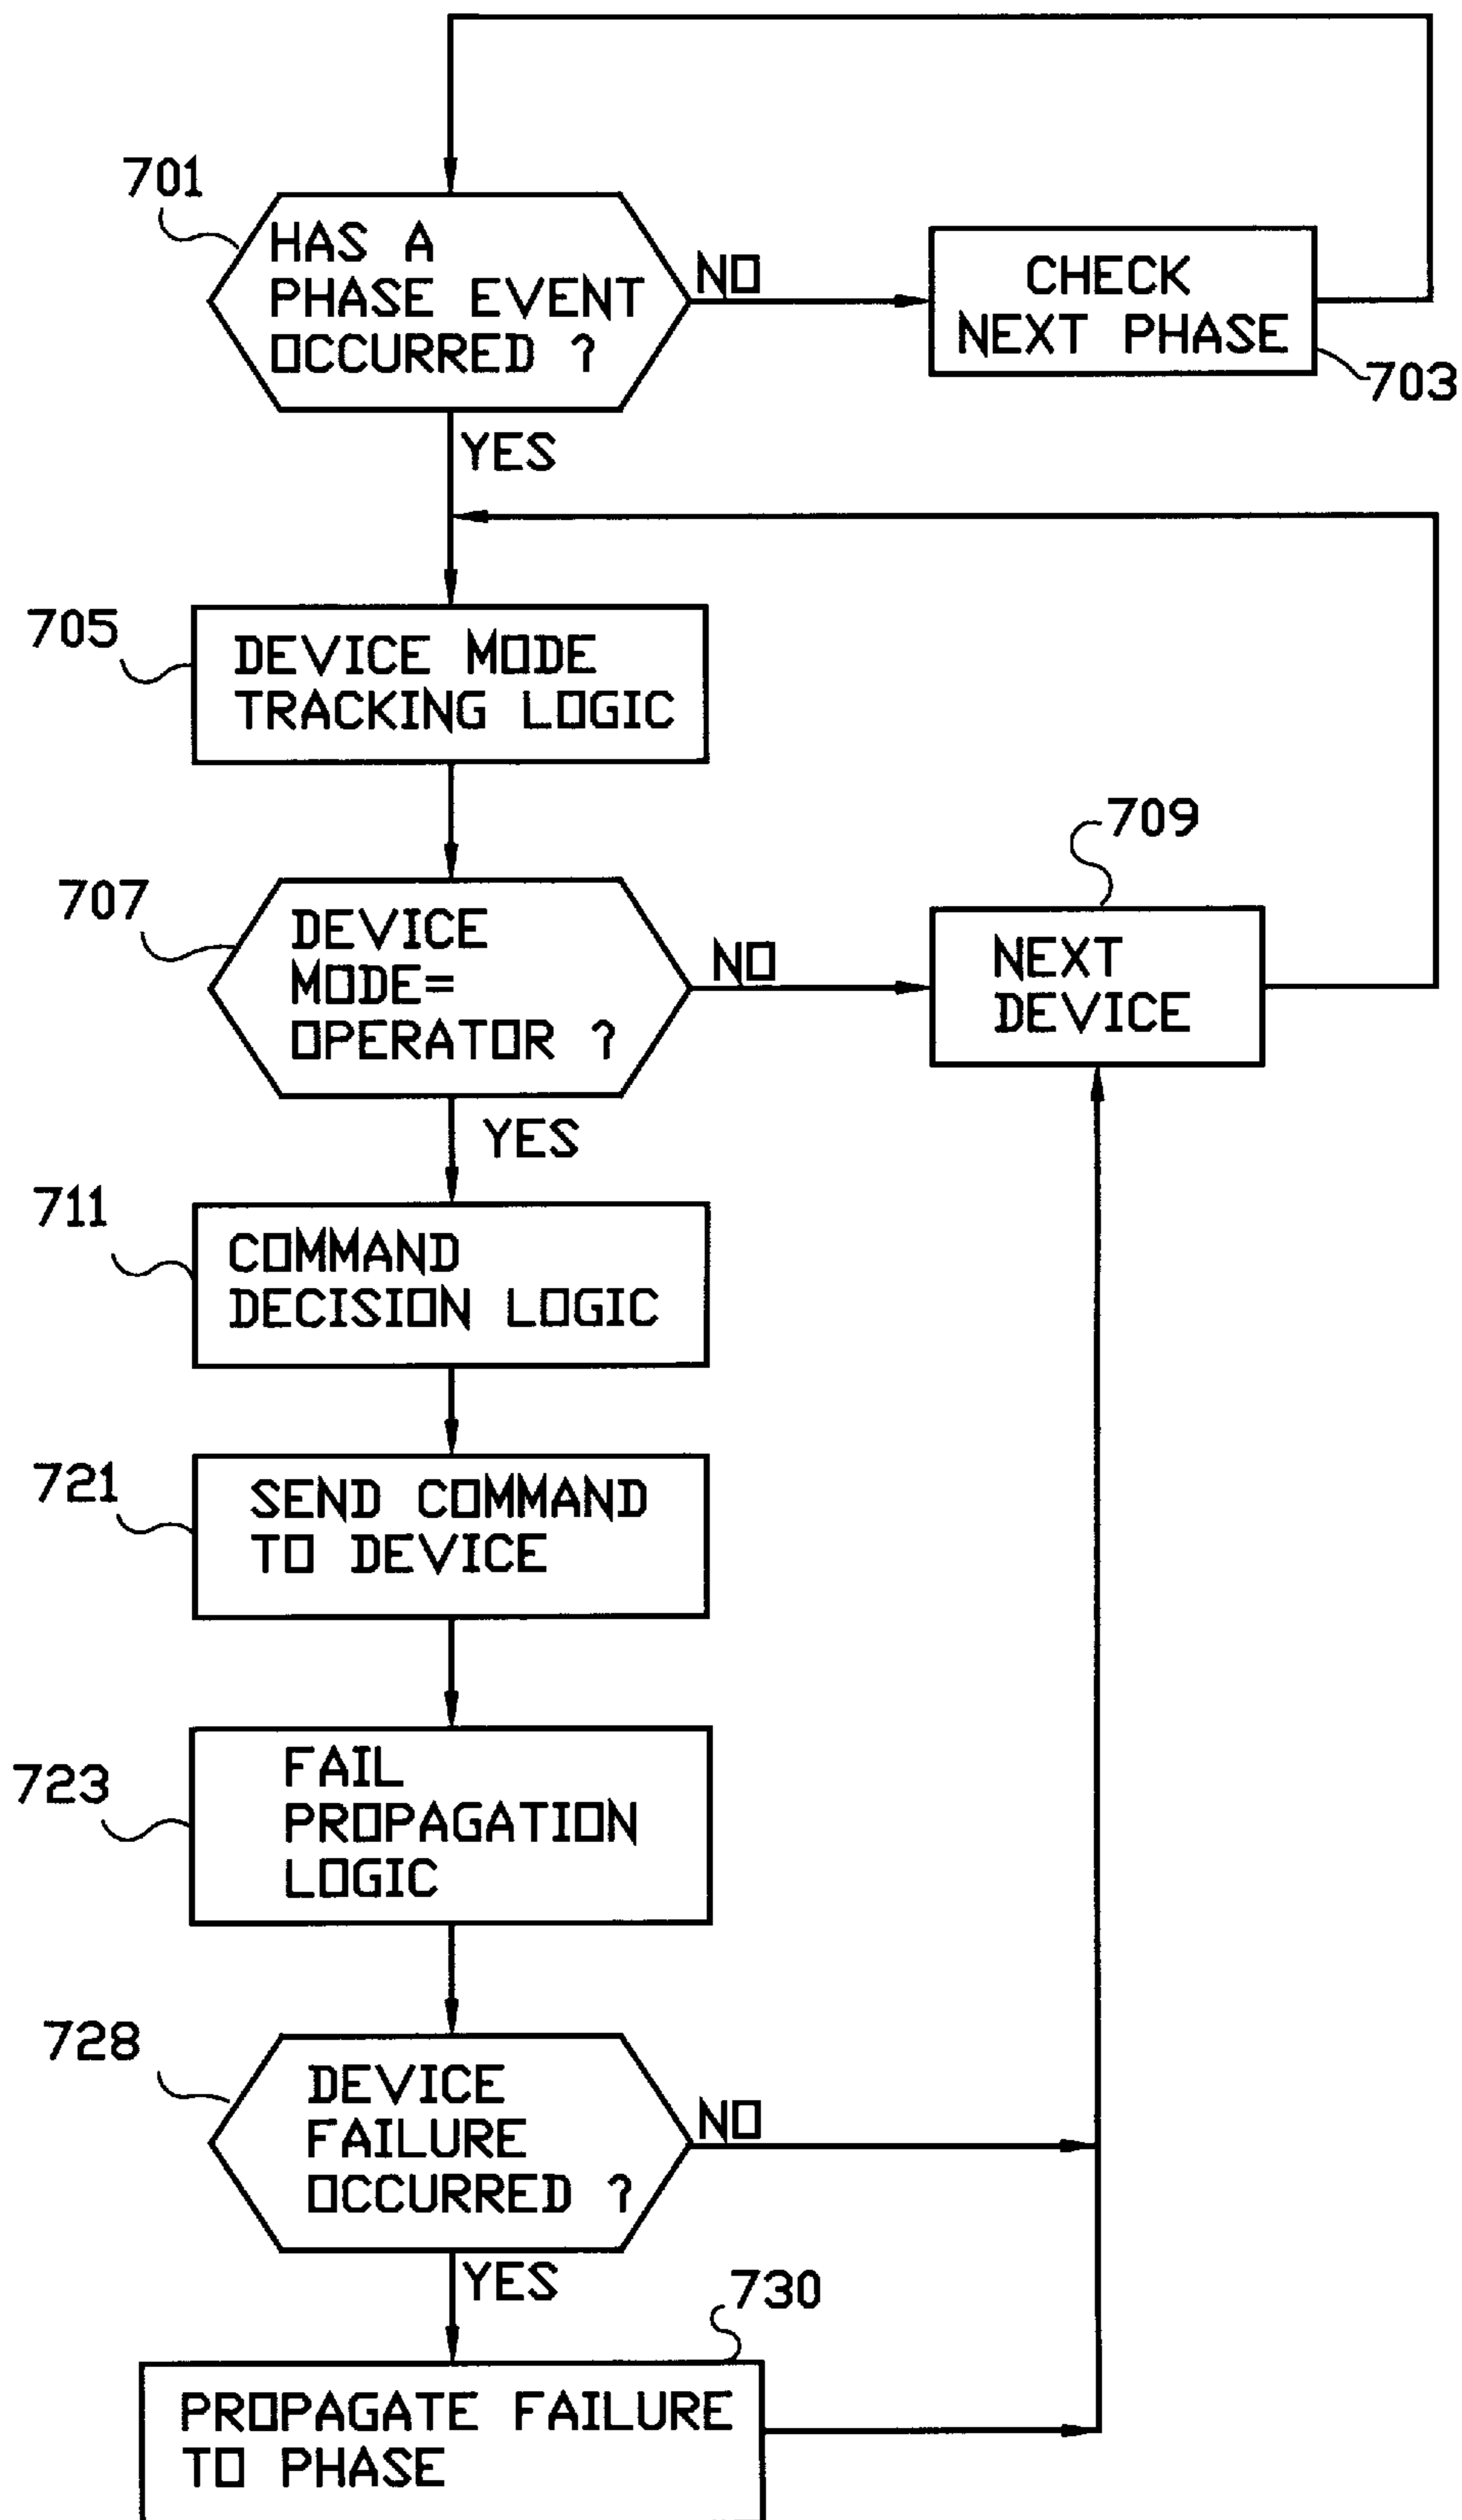 701
HAS A
PHASE EVENT
OCCURRED ?
NO
CHECK
NEXT PHASE
703
YES
705
DEVICE MODE
TRACKING LOGIC
709
707
DEVICE
MODE=
OPERATOR ?
NO
NEXT
DEVICE
YES
711
COMMAND
DECISION LOGIC
721
SEND COMMAND
TO DEVICE
723
FAIL
PROPAGATION
LOGIC
728
DEVICE
FAILURE
OCCURRED ?
NO
YES
730
PROPAGATE FAILURE
TO PHASE